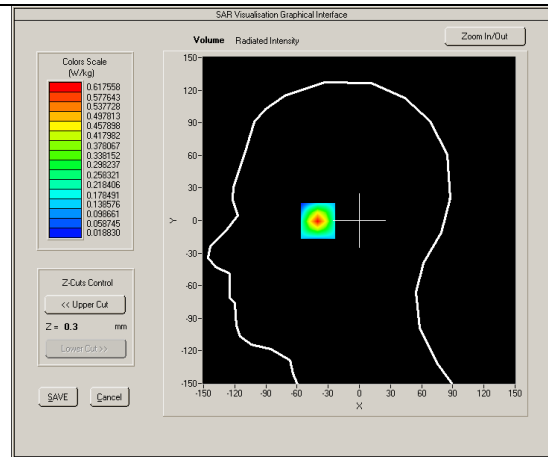 SAR Visualisation Graphical Interface
Volume Radiated Intensity
Zoom In/Out
Colors Scale
(W/kg)
0.617558
0.577643
0.537728
0.497813
0.457898
0.417982
0.378067
0.338152
0.298237
0.258321
0.218406
0.178491
0.138576
0.098661
0.058745
0.018830
Z-Cuts Control
<< Upper Cut
Z = 0.3 mm
Lower Cut >>
SAVE Cancel
150
120
90
60
30
0
-30
-60
-90
-120
-150
Y
-150 -120 -90 -60 -30 0 30 60 90 120 150
X